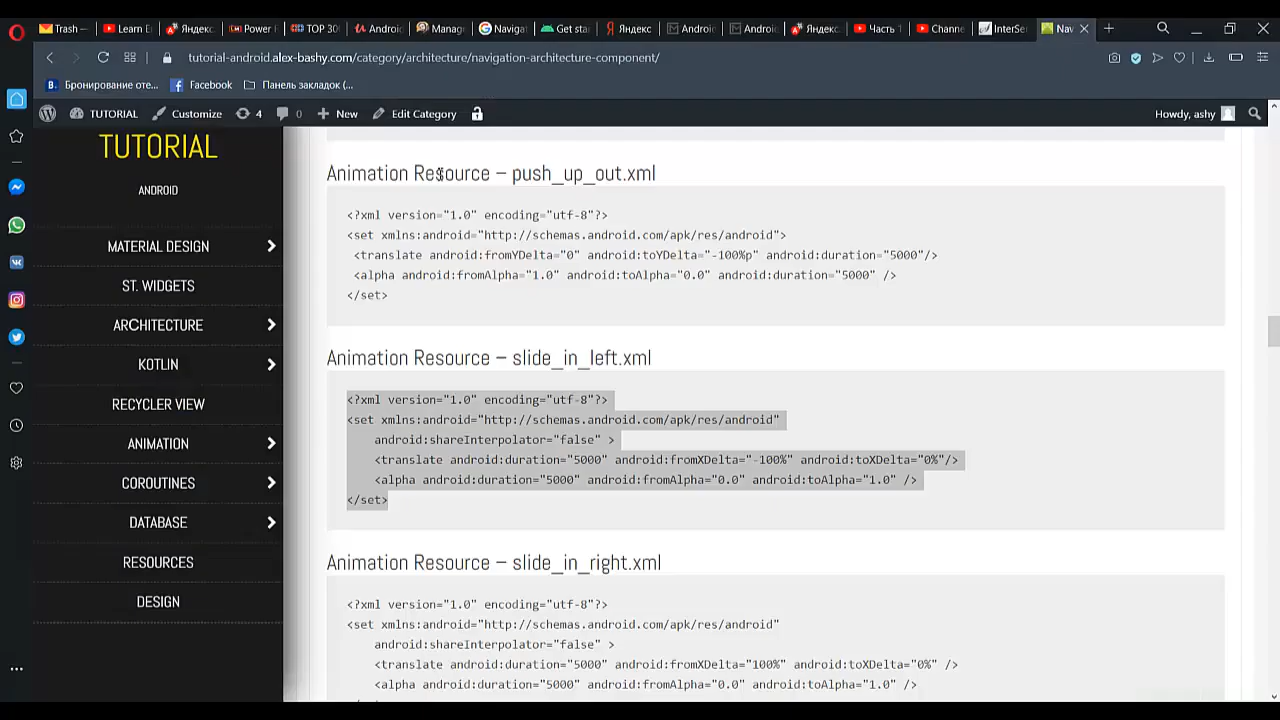 Trash —
Learn E
Яндекс
Power I
TOP 30
Android
Manage
Navigat
Get star
Яндекс
Android
Android
Яндекс.
Часть 1
Channe
InterSe
Nav
tutorial-android.alex-bashy.com/category/architecture/navigation-architecture-component/
Бронирование оте...
Facebook
Панель закладок (...
TUTORIAL
Customize
4
0
New
Edit Category
Howdy, ashy
TUTORIAL
ANDROID
MATERIAL DESIGN
ST. WIDGETS
ARCHITECTURE
KOTLIN
RECYCLER VIEW
ANIMATION
COROUTINES
DATABASE
RESOURCES
DESIGN
Animation Resource – push_up_out.xml
<?xml version="1.0" encoding="utf-8"?>
<set xmlns:android="http://schemas.android.com/apk/res/android">
<translate android:fromYDelta="0" android:toYDelta="-100%p" android:duration="5000"/>
<alpha android:fromAlpha="1.0" android:toAlpha="0.0" android:duration="5000" />
</set>
Animation Resource – slide_in_left.xml
<?xml version="1.0" encoding="utf-8"?>
<set xmlns:android="http://schemas.android.com/apk/res/android"
android:shareInterpolator="false" >
<translate android:duration="5000" android:fromXDelta="-100%" android:toXDelta="0%"/>
<alpha android:duration="5000" android:fromAlpha="0.0" android:toAlpha="1.0" />
</set>
Animation Resource – slide_in_right.xml
<?xml version="1.0" encoding="utf-8"?>
<set xmlns:android="http://schemas.android.com/apk/res/android"
android:shareInterpolator="false" >
<translate android:duration="5000" android:fromXDelta="100%" android:toXDelta="0%" />
<alpha android:duration="5000" android:fromAlpha="0.0" android:toAlpha="1.0" />